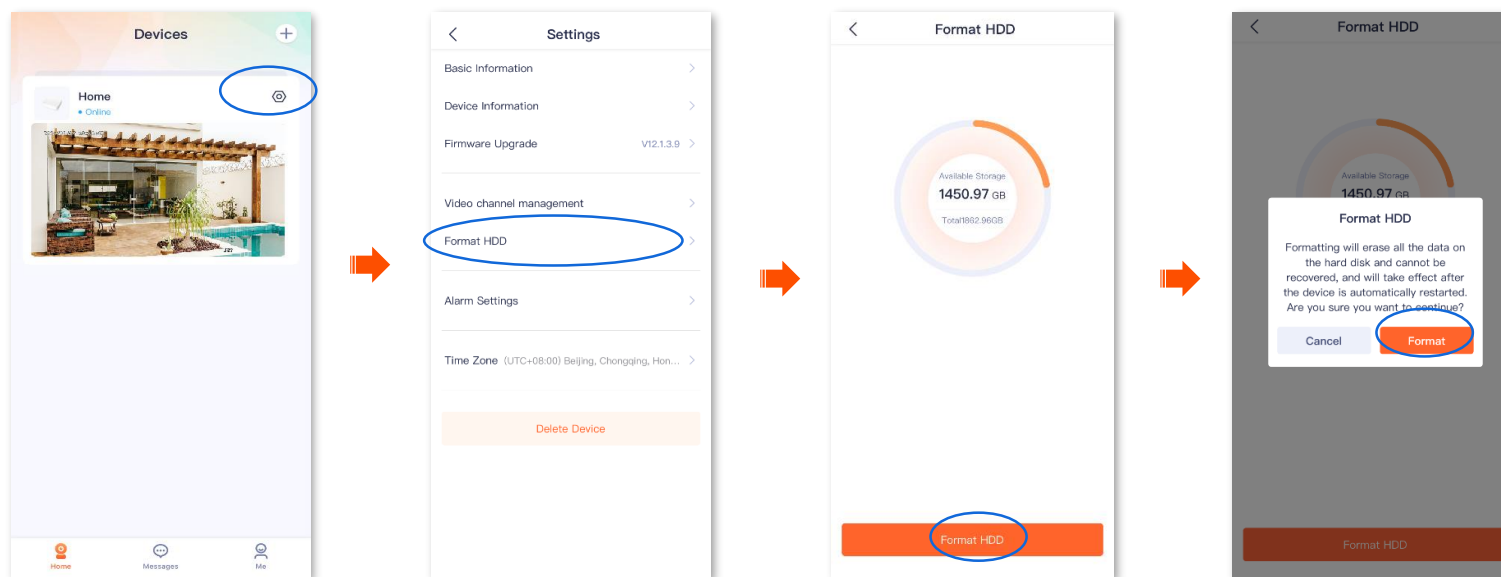 Devices
Home
Online
Home
Messages
Me
Settings
Basic Information
Device Information
Firmware Upgrade V12.1.3.9
Video channel management
Format HDD
Alarm Settings
Time Zone (UTC+08:00) Beijing, Chongqing, Hon...
Delete Device
Format HDD
Available Storage
1450.97 GB
Total1862.96GB
Format HDD
Format HDD
Available Storage
1450.97 GB
Format HDD
Formatting will erase all the data on
the hard disk and cannot be
recovered, and will take effect after
the device is automatically restarted.
Are you sure you want to continue?
Cancel Format
Format HDD